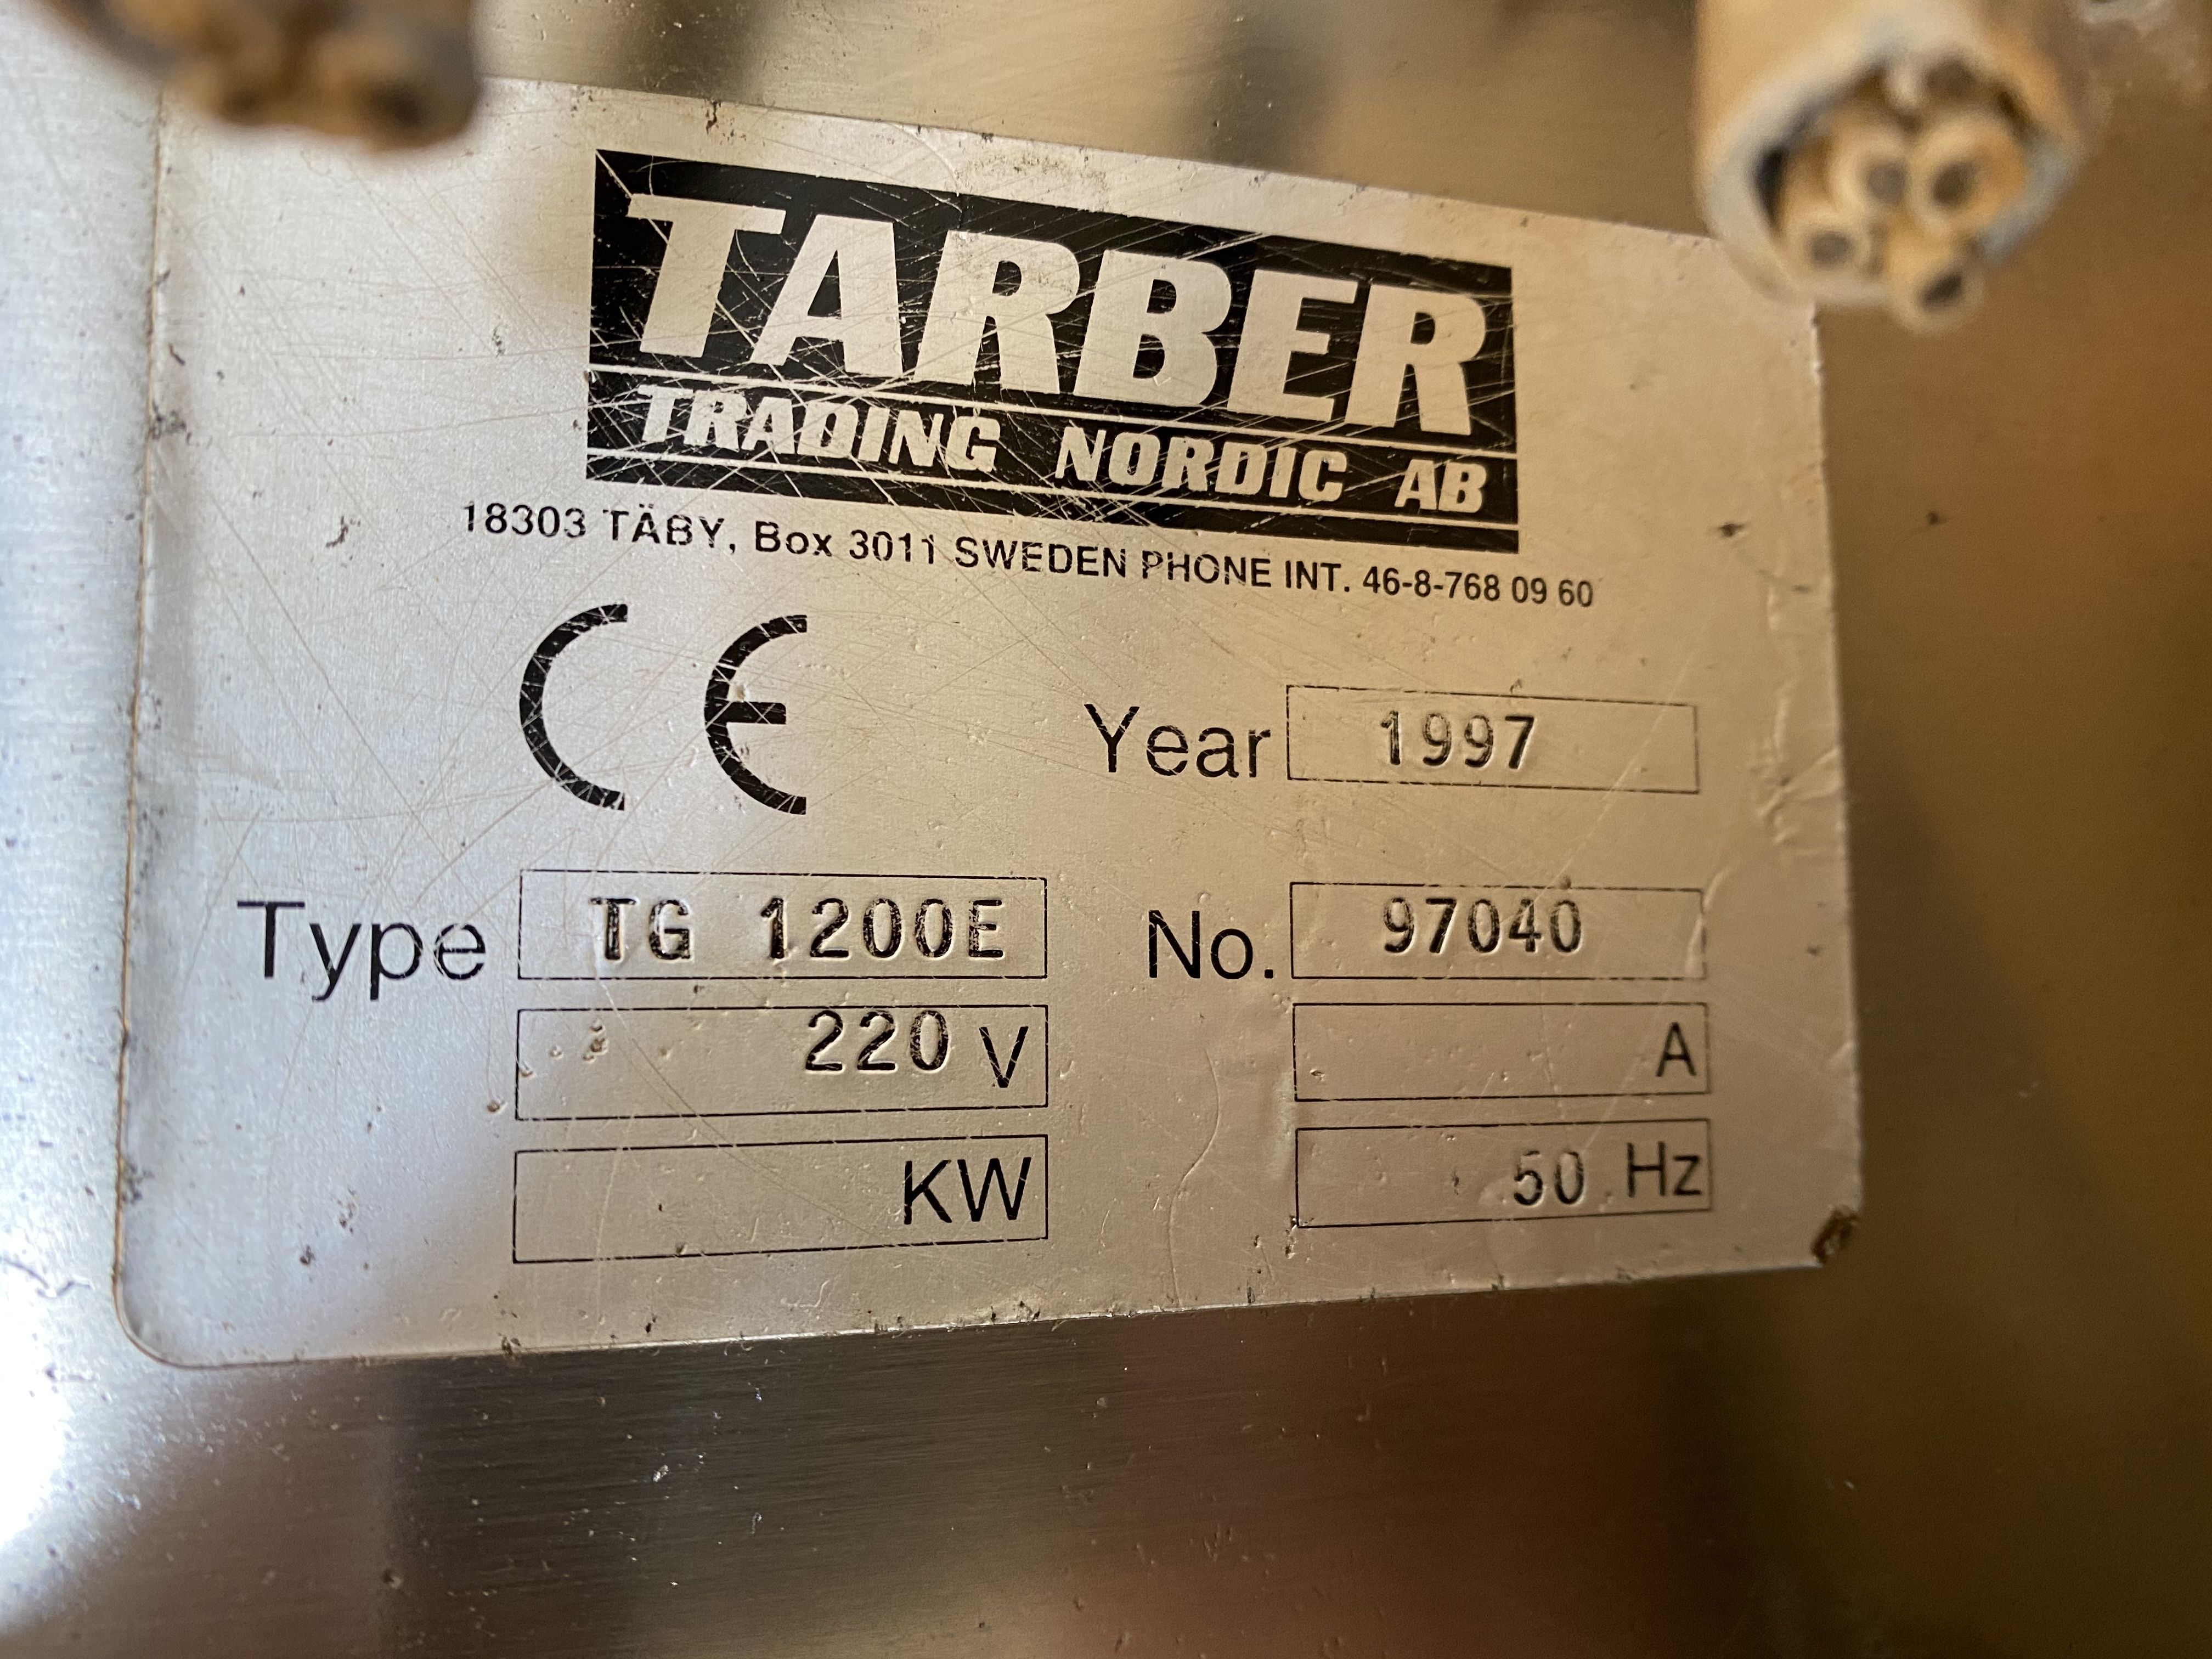 TARBER
TRADING NORDIC AB
18303 TÄBY, Box 3011 SWEDEN PHONE INT. 46-8-768 09 60
CE Year 1997
Type TG 1200E No. 97040
220 V A
KW 50 Hz